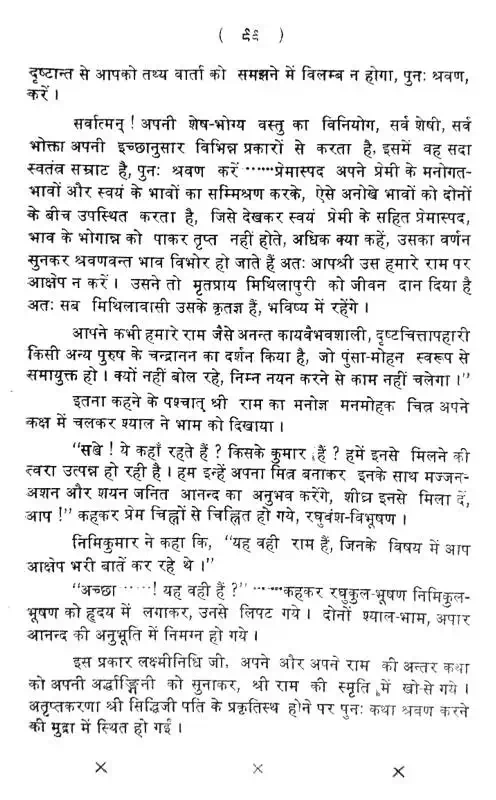 ( ६६ )
दृष्टान्त से आपको तथ्य वार्ता को समझने में विलम्ब न होगा, पुनः श्रवण,
करें ।
सर्वात्मन् ! अपनी शेष-भोग्य वस्तु का विनियोग, सर्व शेषी, सर्व
भोक्ता अपनी इच्छानुसार विभिन्न प्रकारों से करता है, इसमें वह सदा
स्वतंत्र सम्राट है, पुनः श्रवण करें ······प्रेमास्पद अपने प्रेमी के मनोगत-
भावों और स्वयं के भावों का सम्मिश्रण करके, ऐसे अनोखे भावों को दोनों
के बीच उपस्थित करता है, जिसे देखकर स्वयं प्रेमी के सहित प्रेमास्पद,
भाव के भोगान्न को पाकर तृप्त नहीं होते, अधिक क्या कहें, उसका वर्णन
सुनकर श्रवणवन्त भाव विभोर हो जाते हैं अतः आपश्री उस हमारे राम पर
आक्षेप न करें । उसने तो मृतप्राय मिथिलापुरी को जीवन दान दिया है
अतः सब मिथिलावासी उसके कृतज्ञ हैं, भविष्य में रहेंगे ।
आपने कभी हमारे राम जैसे अनन्त कायवैभवशाली, दृष्टचित्तापहारी
किसी अन्य पुरुष के चन्द्रानन का दर्शन किया है, जो पुंसा-मोहन स्वरूप से
समायुक्त हो । क्यों नहीं बोल रहे, निम्न नयन करने से काम नहीं चलेगा ।”
इतना कहने के पश्चात् श्री राम का मनोज्ञ मनमोहक चित्र अपने
कक्ष में चलकर श्याल ने भाम को दिखाया ।
“सखे ! ये कहाँ रहते हैं ? किसके कुमार हैं ? हमें इनसे मिलने की
त्वरा उत्पन्न हो रही है । हम इन्हें अपना मित्र बनाकर इनके साथ मज्जन-
अशन और शयन जनित आनन्द का अनुभव करेंगे, शीघ्र इनसे मिला दें,
आप !” कहकर प्रेम चिह्नों से चिह्नित हो गये, रघुवंश-विभूषण ।
निमिकुमार ने कहा कि, “यह वही राम हैं, जिनके विषय में आप
आक्षेप भरी बातें कर रहे थे ।”
“अच्छा ·····! यह वही हैं ?” ······कहकर रघुकुल-भूषण निमिकुल-
भूषण को हृदय में लगाकर, उनसे लिपट गये । दोनों श्याल-भाम, अपार
आनन्द की अनुभूति में निमग्न हो गये ।
इस प्रकार लक्ष्मीनिधि जी, अपने और अपने राम की अन्तर कथा
को अपनी अर्द्धाङ्गिनी को सुनाकर, श्री राम की स्मृति में खो-से गये ।
अतृप्तकरणा श्री सिद्धिजी पति के प्रकृतिस्थ होने पर पुनः कथा श्रवण करने
की मुद्रा में स्थित हो गईं ।
× × ×